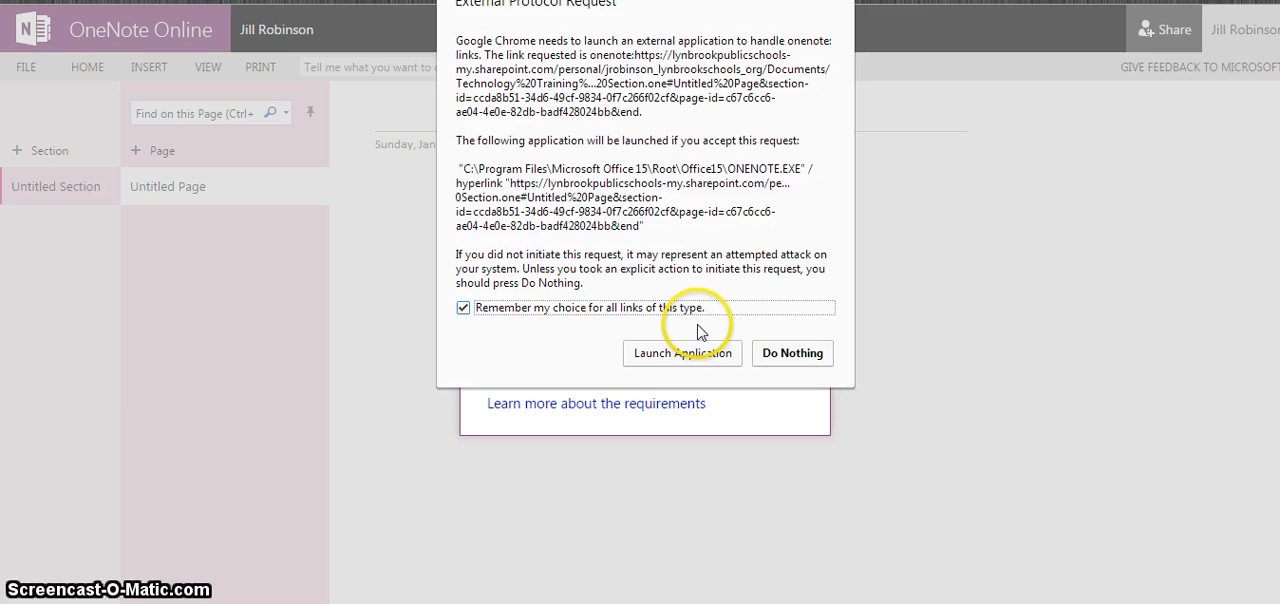 External Protocol Request
OneNote Online
Jill Robinson
Share
Jill Robinson
FILE HOME INSERT VIEW PRINT Tell me what you want to
GIVE FEEDBACK TO MICROSOFT
Google Chrome needs to launch an external application to handle onenote:
links. The link requested is onenote:https://lynbrookpublicschools-
my.sharepoint.com/personal/jrobinson_lynbrookschools_org/Documents/
Technology%20Training%...20Section.one#Untitled%20Page&section-
id=ccda8b51-34d6-49cf-9834-0f7c266f02cf&page-id=c67c6cc6-
ae04-4e0e-82db-badf428024bb&end.
Find on this Page (Ctrl+
Sunday, Jan
+ Section
+ Page
Untitled Section
Untitled Page
The following application will be launched if you accept this request:
"C:\Program Files\Microsoft Office 15\Root\Office15\ONENOTE.EXE" /
hyperlink "https://lynbrookpublicschools-my.sharepoint.com/pe...
0Section.one#Untitled%20Page&section-
id=ccda8b51-34d6-49cf-9834-0f7c266f02cf&page-id=c67c6cc6-
ae04-4e0e-82db-badf428024bb&end"
If you did not initiate this request, it may represent an attempted attack on
your system. Unless you took an explicit action to initiate this request, you
should press Do Nothing.
Remember my choice for all links of this type.
Launch Application
Do Nothing
Learn more about the requirements
Screencast-O-Matic.com